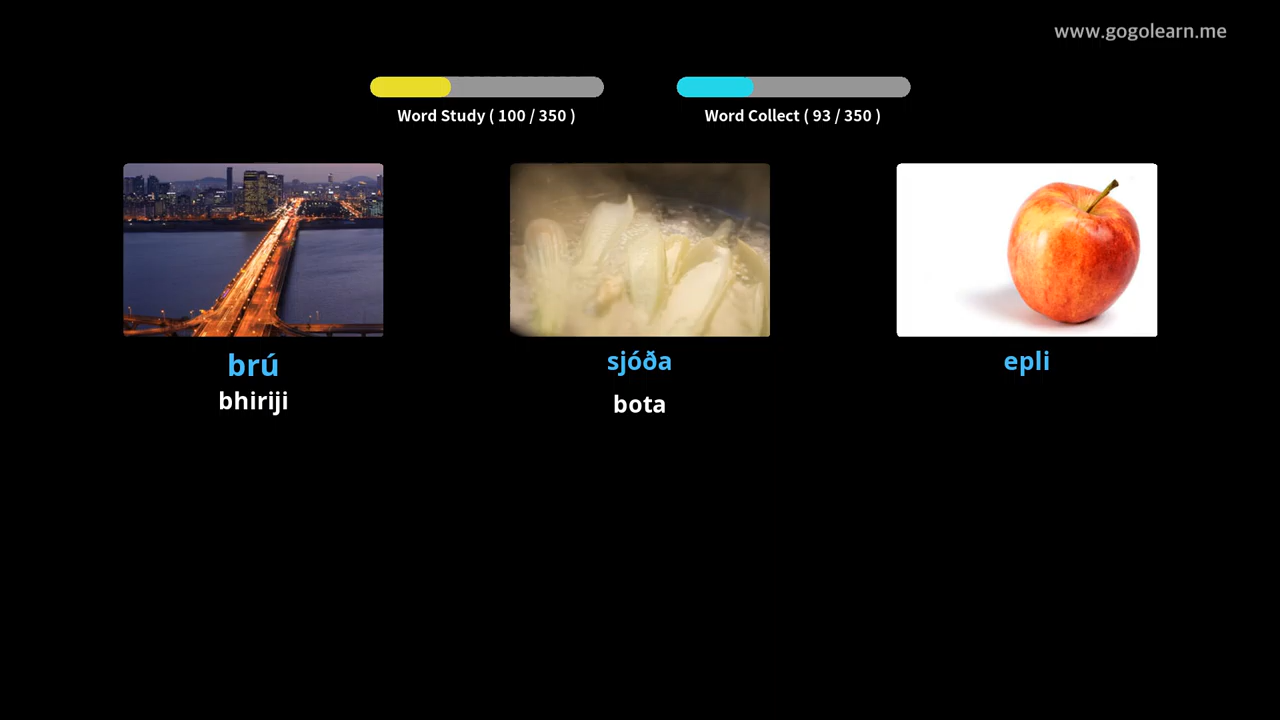 www.gogolearn.me
Word Study ( 100 / 350 )
Word Collect ( 93 / 350 )
brú
bhiriji
sjóða
bota
epli